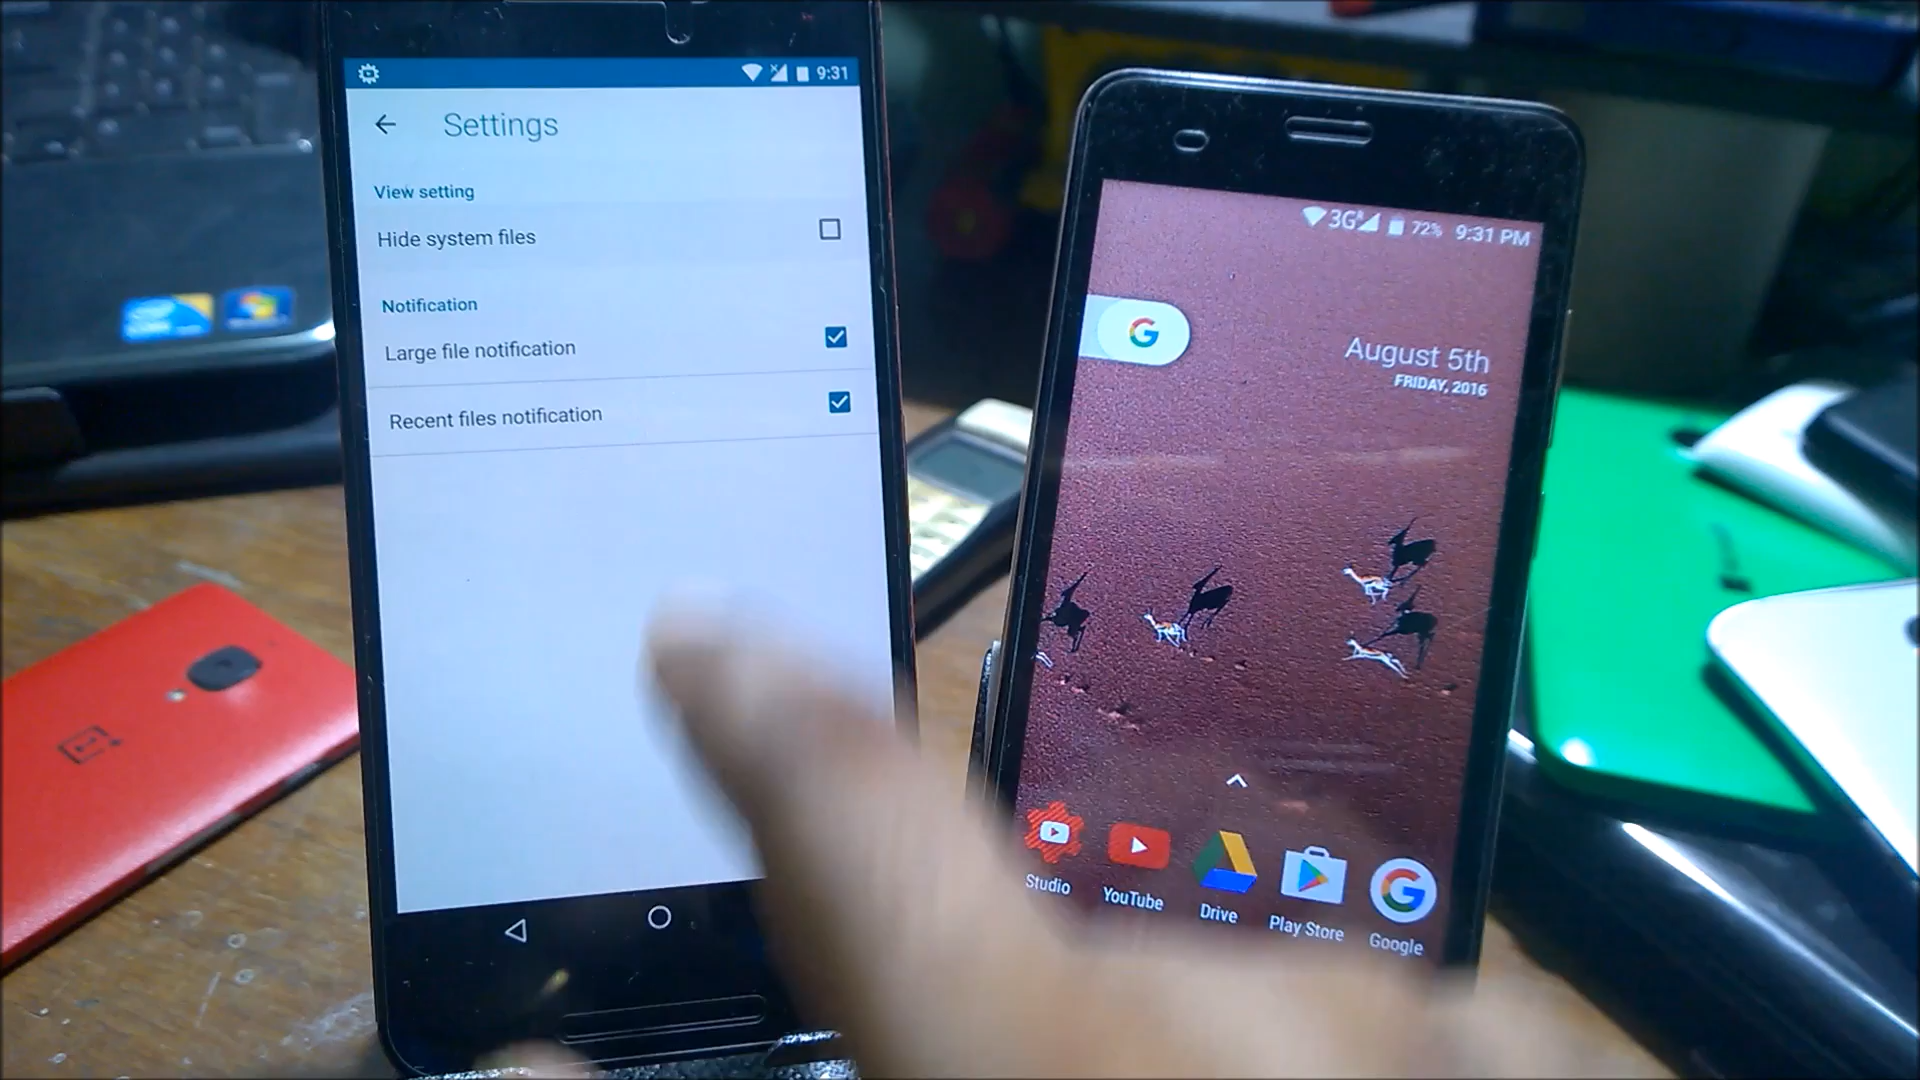 9:31
Settings
View setting
Hide system files
Notification
Large file notification
Recent files notification
3G
72%
9:31 PM
G
August 5th
FRIDAY, 2016
Studio
YouTube
Drive
Play Store
G
Google